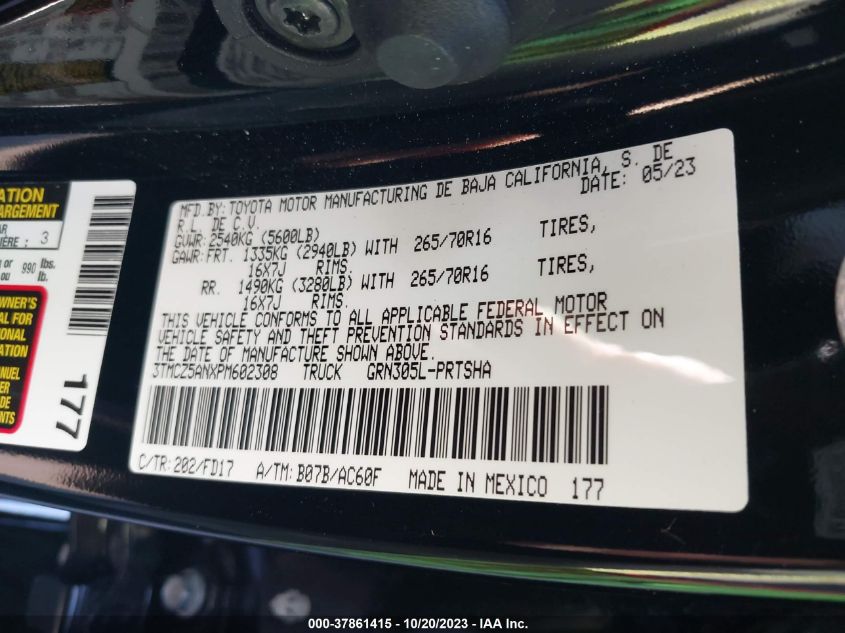 MFD.BY:TOYOTA MOTOR MANUFACTURING DE BAJA CALIFORNIA, S. DE
R.L. DE C.V. DATE: 05/23
GVWR:2540KG (5600LB)
GAWR:FRT. 1335KG (2940LB) WITH 265/70R16 TIRES,
16X7J RIMS.
RR. 1490KG (3280LB) WITH 265/70R16 TIRES,
16X7J RIMS.
THIS VEHICLE CONFORMS TO ALL APPLICABLE FEDERAL MOTOR
VEHICLE SAFETY AND THEFT PREVENTION STANDARDS IN EFFECT ON
THE DATE OF MANUFACTURE SHOWN ABOVE.
3TMCZ5ANXPM602308 TRUCK GRN305L-PRTSHA
C/TR:202/FD17 A/TM:B07B/AC60F MADE IN MEXICO 177
: 3
or 990 lbs.
ou lb.
177
000-37861415 - 10/20/2023 - IAA Inc.